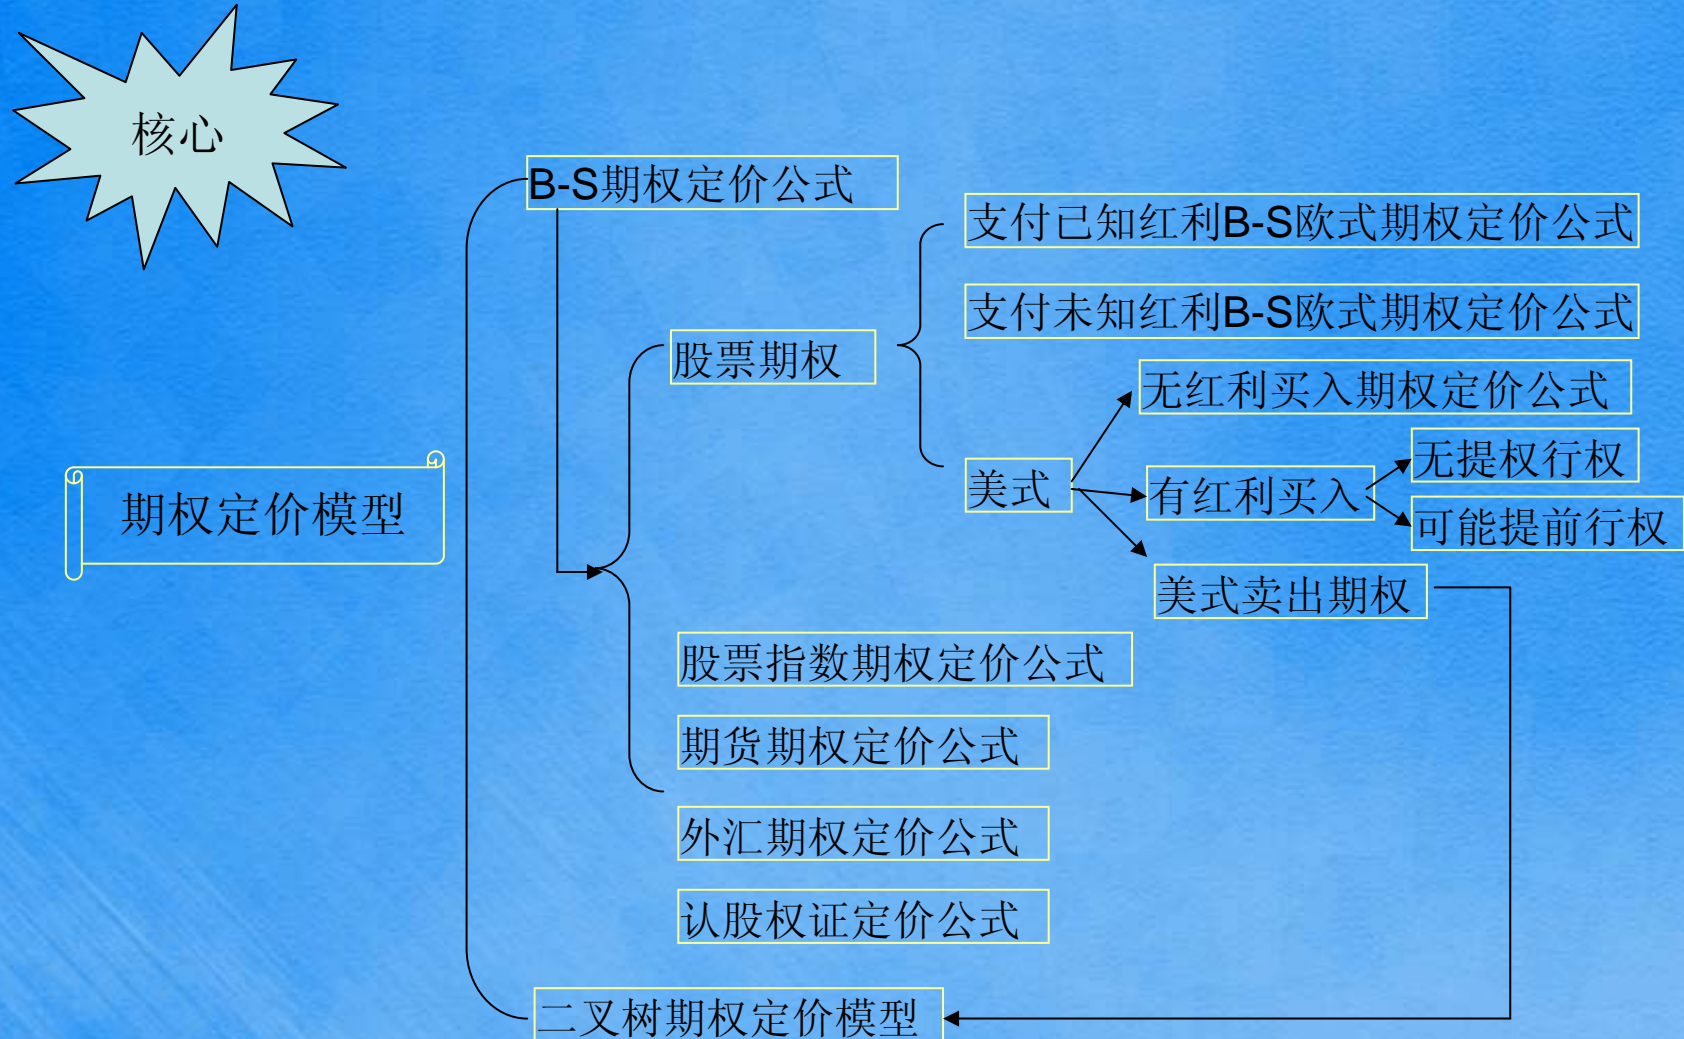 核心
B-S期权定价公式
支付已知红利B-S欧式期权定价公式
支付未知红利B-S欧式期权定价公式
股票期权
无红利买入期权定价公式
美式
有红利买入
无提权行权
可能提前行权
期权定价模型
美式卖出期权
股票指数期权定价公式
期货期权定价公式
外汇期权定价公式
认股权证定价公式
二叉树期权定价模型